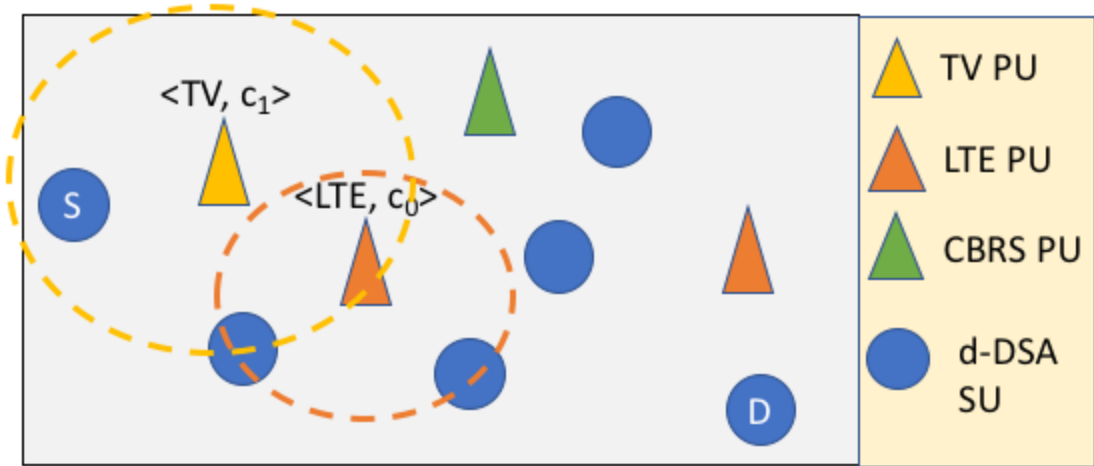 <TV, c₁>
<LTE, c₀>
S
D
TV PU
LTE PU
CBRS PU
d-DSA
SU